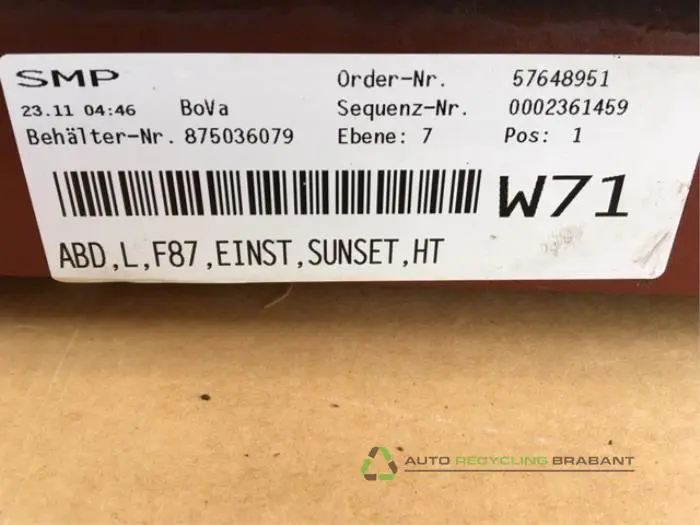 SMP Order-Nr. 57648951
23.11 04:46 BoVa Sequenz-Nr. 0002361459
Behälter-Nr. 875036079 Ebene: 7 Pos: 1
W71
ABD,L,F87,EINST,SUNSET,HT
AUTO RECYCLING BRABANT